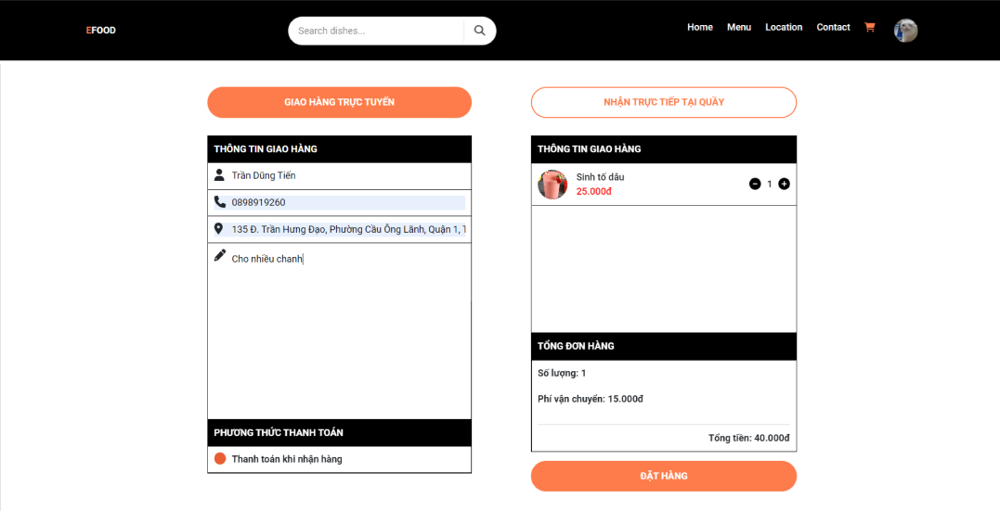 EFOOD
Search dishes...
Home
Menu
Location
Contact
GIAO HÀNG TRỰC TUYẾN
NHẬN TRỰC TIẾP TẠI QUẦY
THÔNG TIN GIAO HÀNG
Trần Dũng Tiến
0898919260
135 Đ. Trần Hưng Đạo, Phường Cầu Ông Lãnh, Quận 1, T
Cho nhiều chanh
PHƯƠNG THỨC THANH TOÁN
Thanh toán khi nhận hàng
THÔNG TIN GIAO HÀNG
Sinh tố dâu
25.000đ
1
TỔNG ĐƠN HÀNG
Số lượng: 1
Phí vận chuyển: 15.000đ
Tổng tiền: 40.000đ
ĐẶT HÀNG